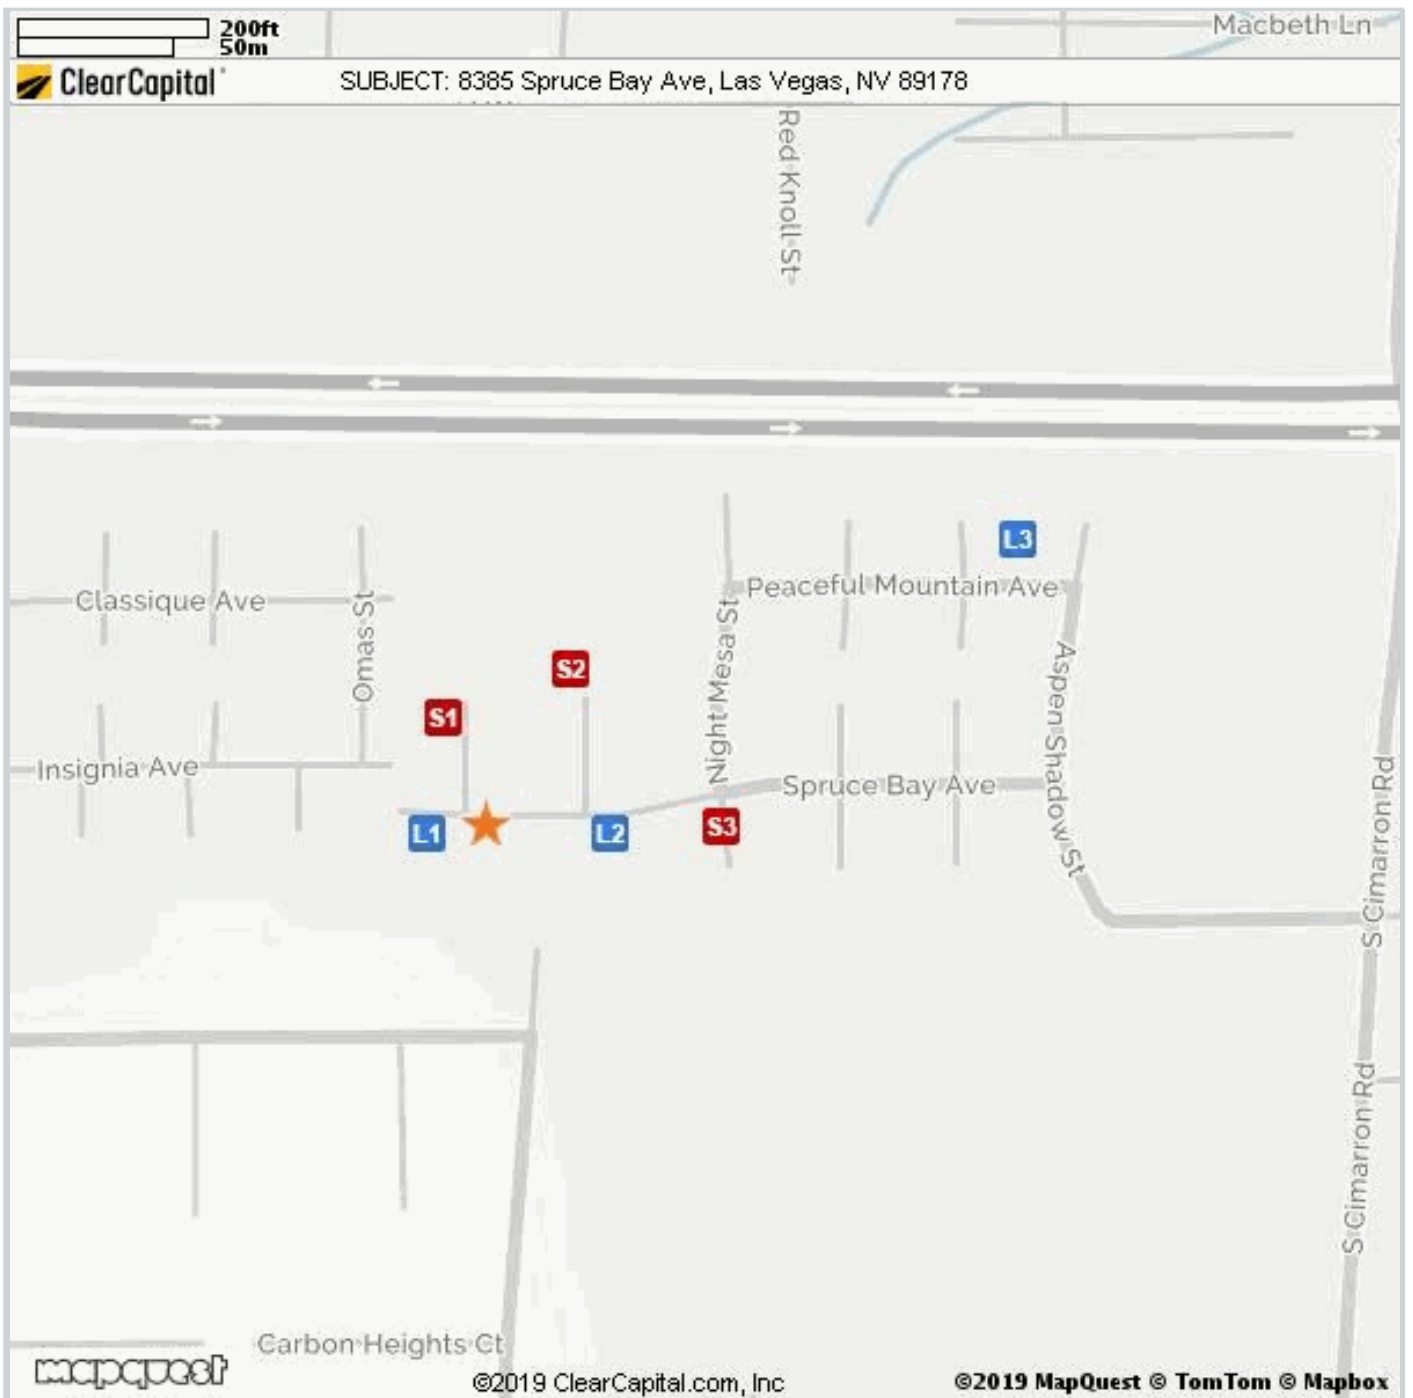 200ft
50m
Macbeth Ln
ClearCapital
SUBJECT: 8385 Spruce Bay Ave, Las Vegas, NV 89178
Red Knoll St
L3
Classique Ave
Omas St
Peaceful Mountain Ave
Night Mesa St
S2
S1
Aspen Shadow St
Insignia Ave
Spruce Bay Ave
L1
L2
S3
S Cimarron Rd
S Cimarron Rd
Carbon Heights Ct
mapquest
©2019 ClearCapital.com, Inc
©2019 MapQuest © TomTom © Mapbox